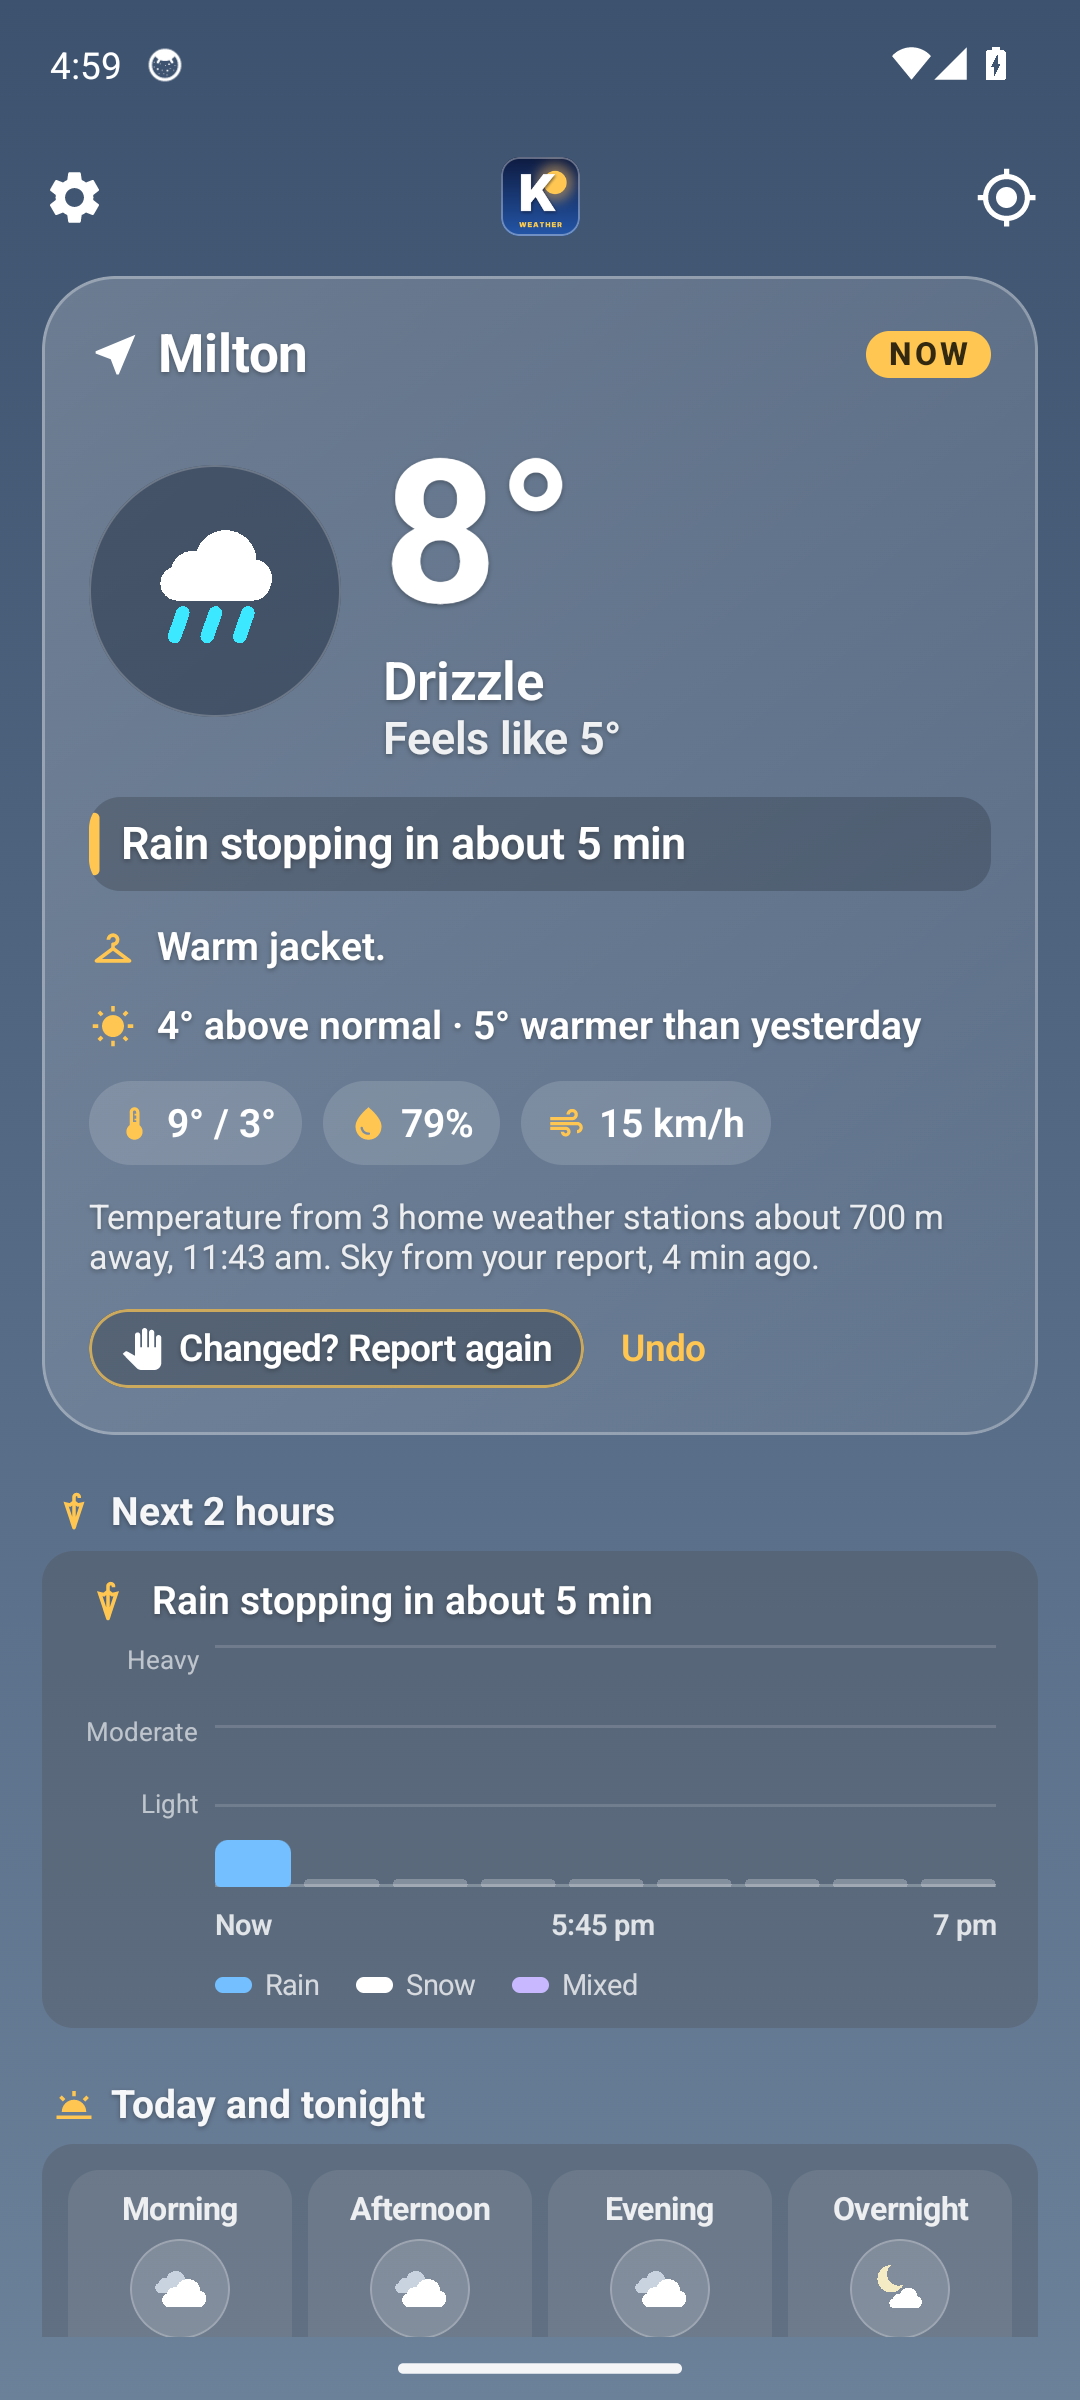 4:59
K
WEATHER
Milton
NOW
8°
Drizzle
Feels like 5°
Rain stopping in about 5 min
Warm jacket.
4° above normal · 5° warmer than yesterday
9° / 3°
79%
15 km/h
Temperature from 3 home weather stations about 700 m
away, 11:43 am. Sky from your report, 4 min ago.
Changed? Report again
Undo
Next 2 hours
Rain stopping in about 5 min
Heavy
Moderate
Light
Now
5:45 pm
7 pm
Rain
Snow
Mixed
Today and tonight
Morning
Afternoon
Evening
Overnight